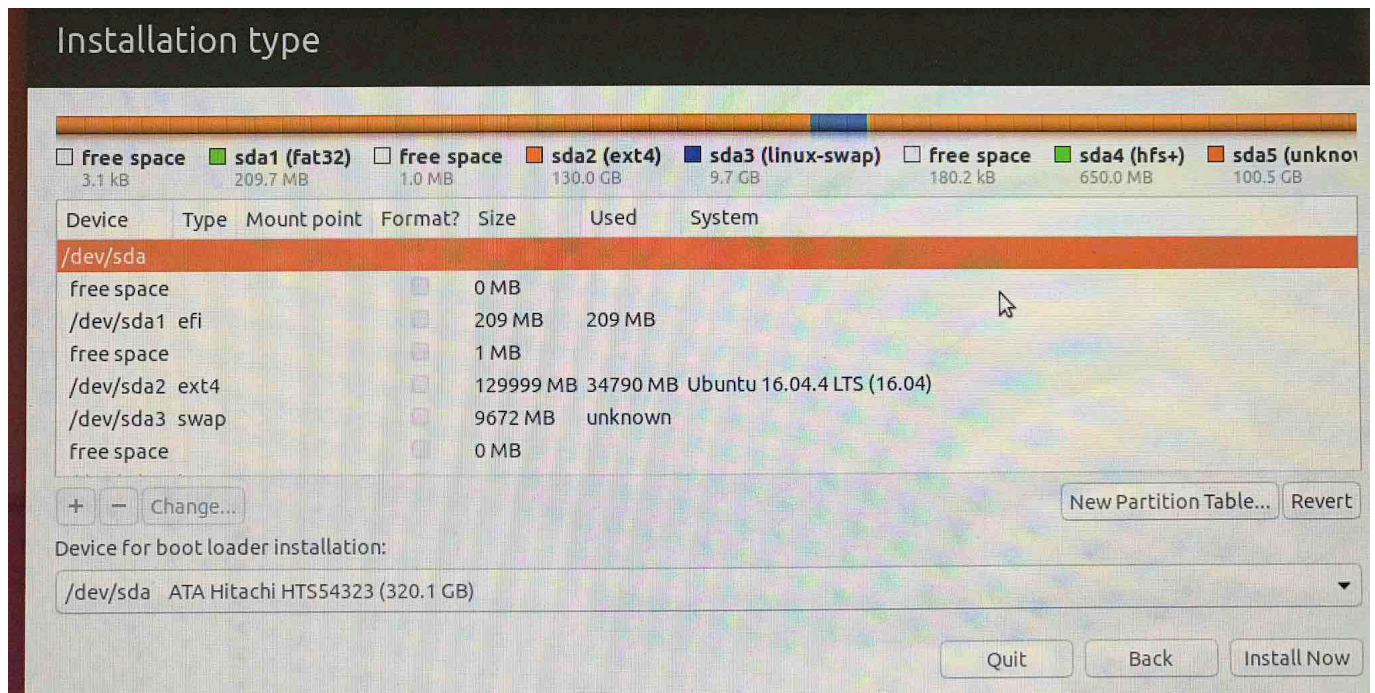 Installation type
free space sda1 (fat32) free space sda2 (ext4) sda3 (linux-swap) free space sda4 (hfs+) sda5 (unknow
3.1 kB 209.7 MB 1.0 MB 130.0 GB 9.7 GB 180.2 kB 650.0 MB 100.5 GB
Device Type Mount point Format? Size Used System
/dev/sda
free space 0 MB
/dev/sda1 efi 209 MB 209 MB
free space 1 MB
/dev/sda2 ext4 129999 MB 34790 MB Ubuntu 16.04.4 LTS (16.04)
/dev/sda3 swap 9672 MB unknown
free space 0 MB
+ − Change... New Partition Table... Revert
Device for boot loader installation:
/dev/sda ATA Hitachi HTS54323 (320.1 GB)
Quit Back Install Now